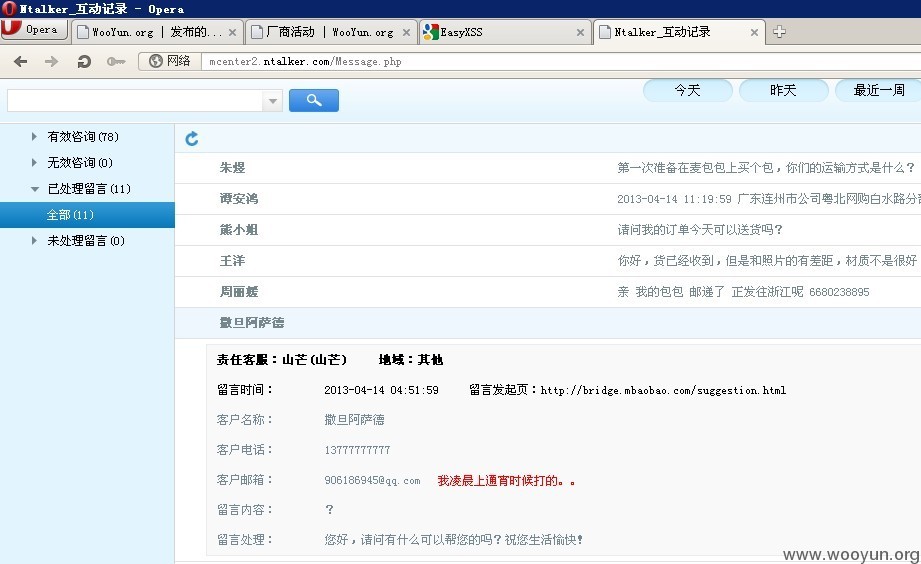 Ntalker_互动记录 - Opera
Opera
WooYun.org | 发布的...
厂商活动 | WooYun.org
EasyXSS
Ntalker_互动记录
网络
mcenter2.ntalker.com/Message.php
今天
昨天
最近一周
有效咨询(78)
无效咨询(0)
已处理留言(11)
全部(11)
未处理留言(0)
朱煜 第一次准备在麦包包上买个包，你们的运输方式是什么？
谭安鸿 2013-04-14 11:19:59 广东连州市公司粤北网购白水路分部
熊小姐 请问我的订单今天可以送货吗？
王洋 你好，货已经收到，但是和照片的有差距，材质不是很好
周丽媛 亲 我的包包 邮递了 正发往浙江呢 6680238895
撒旦阿萨德
责任客服：山芒(山芒) 地域：其他
留言时间： 2013-04-14 04:51:59 留言发起页：http://bridge.mbaobao.com/suggestion.html
客户名称： 撒旦阿萨德
客户电话： 13777777777
客户邮箱： 906186945@qq.com 我凌晨上通宵时候打的。。
留言内容： ？
留言处理： 您好，请问有什么可以帮您的吗？祝您生活愉快！
www.wooyun.org